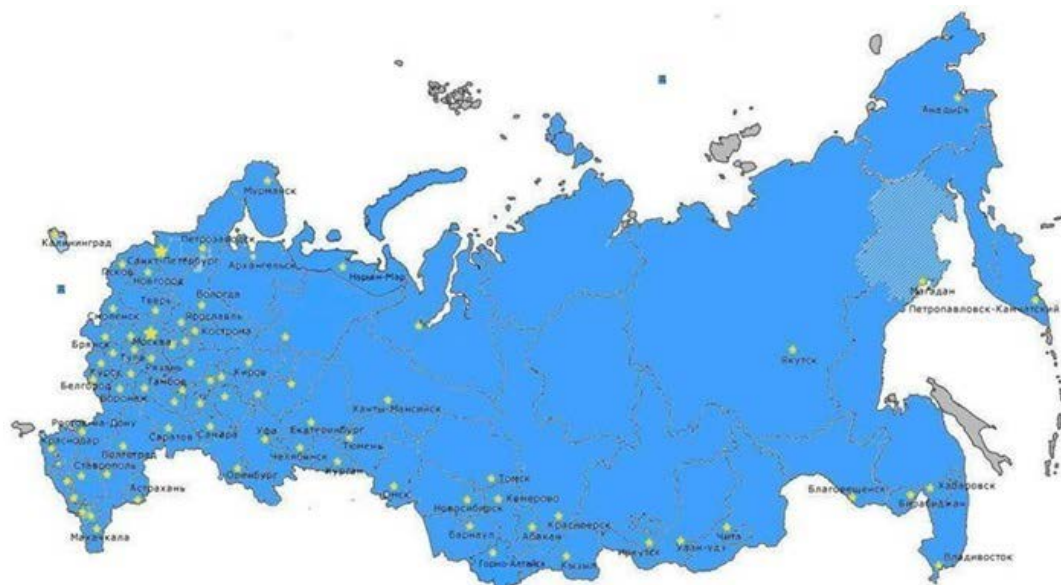 Анадырь
Мурманск
Калининград
Петрозаводск
Санкт-Петербург
Архангельск
Нарьян-Мар
Псков
Новгород
Магадан
Вологда
Тверь
Петропавловск-Камчатский
Смоленск
Ярославль
Кострома
Брянск
Москва
Тула
Якутск
Рязань
Курск
Киров
Белгород
Тамбов
Воронеж
Ханты-Мансийск
Ростов-на-Дону
Краснодар
Саратов
Самара
Уфа
Екатеринбург
Тюмень
Волгоград
Челябинск
Ставрополь
Курган
Оренбург
Томск
Астрахань
Омск
Кемерово
Новосибирск
Благовещенск
Хабаровск
Биробиджан
Красноярск
Махачкала
Барнаул
Абакан
Чита
Иркутск
Улан-Удэ
Горно-Алтайск
Кызыл
Владивосток